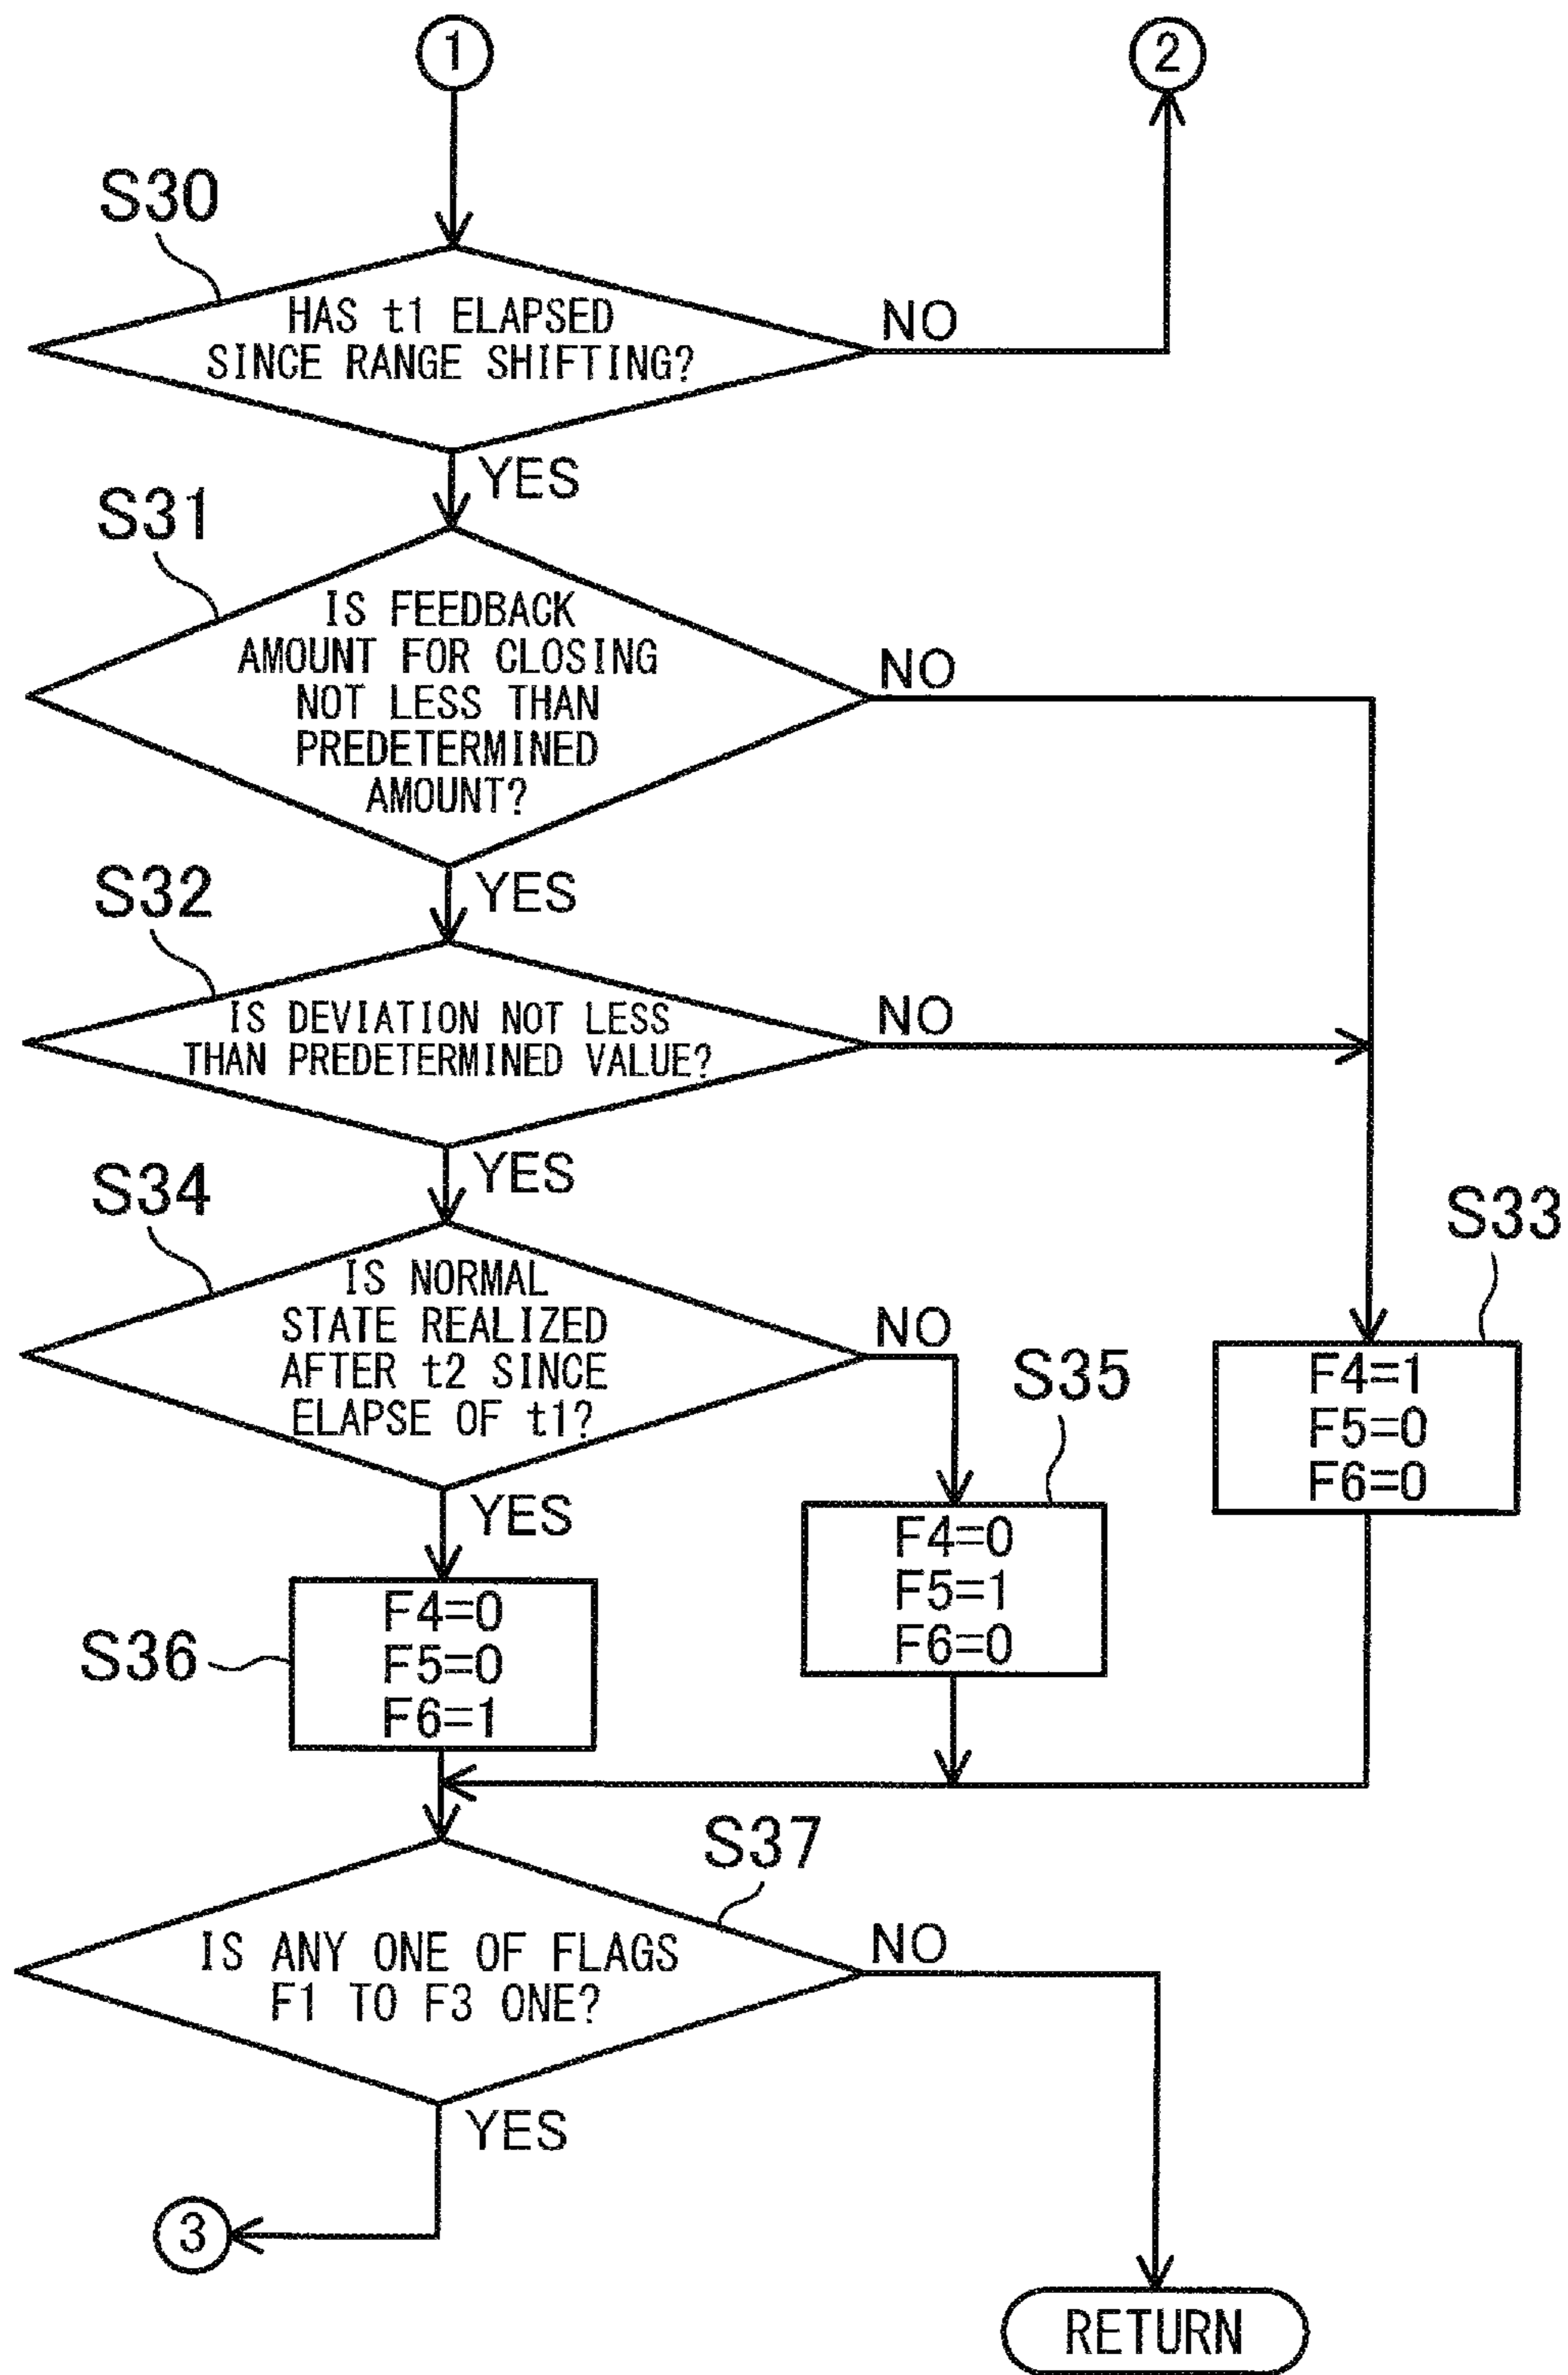 1
2
S30
HAS t1 ELAPSED
SINCE RANGE SHIFTING?
NO
YES
S31
IS FEEDBACK
AMOUNT FOR CLOSING
NOT LESS THAN
PREDETERMINED
AMOUNT?
NO
YES
S32
IS DEVIATION NOT LESS
THAN PREDETERMINED VALUE?
NO
YES
S34
IS NORMAL
STATE REALIZED
AFTER t2 SINCE
ELAPSE OF t1?
NO
YES
S33
F4=1
F5=0
F6=0
S35
F4=0
F5=1
F6=0
S36
F4=0
F5=0
F6=1
S37
IS ANY ONE OF FLAGS
F1 TO F3 ONE?
NO
YES
3
RETURN